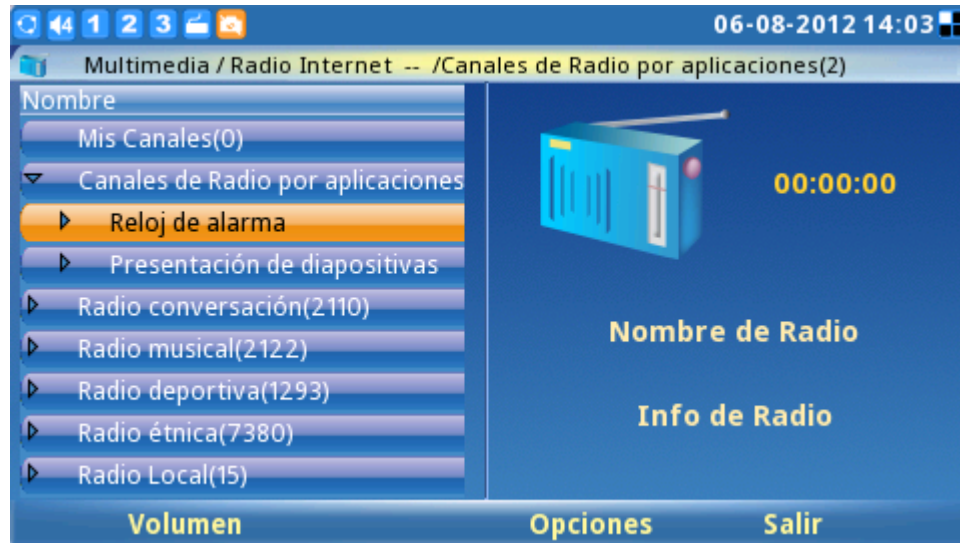 4 1 2 3 06-08-2012 14:03
Multimedia / Radio Internet -- /Canales de Radio por aplicaciones(2)
Nombre
Mis Canales(0)
Canales de Radio por aplicaciones
Reloj de alarma
Presentación de diapositivas
Radio conversación(2110)
Radio musical(2122)
Radio deportiva(1293)
Radio étnica(7380)
Radio Local(15)
00:00:00
Nombre de Radio
Info de Radio
Volumen Opciones Salir